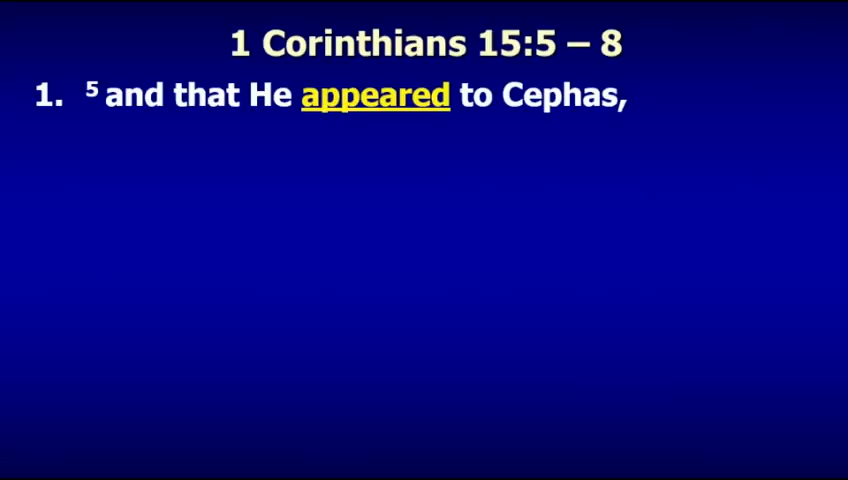 1 Corinthians 15:5 – 8
1. ⁵ and that He appeared to Cephas,